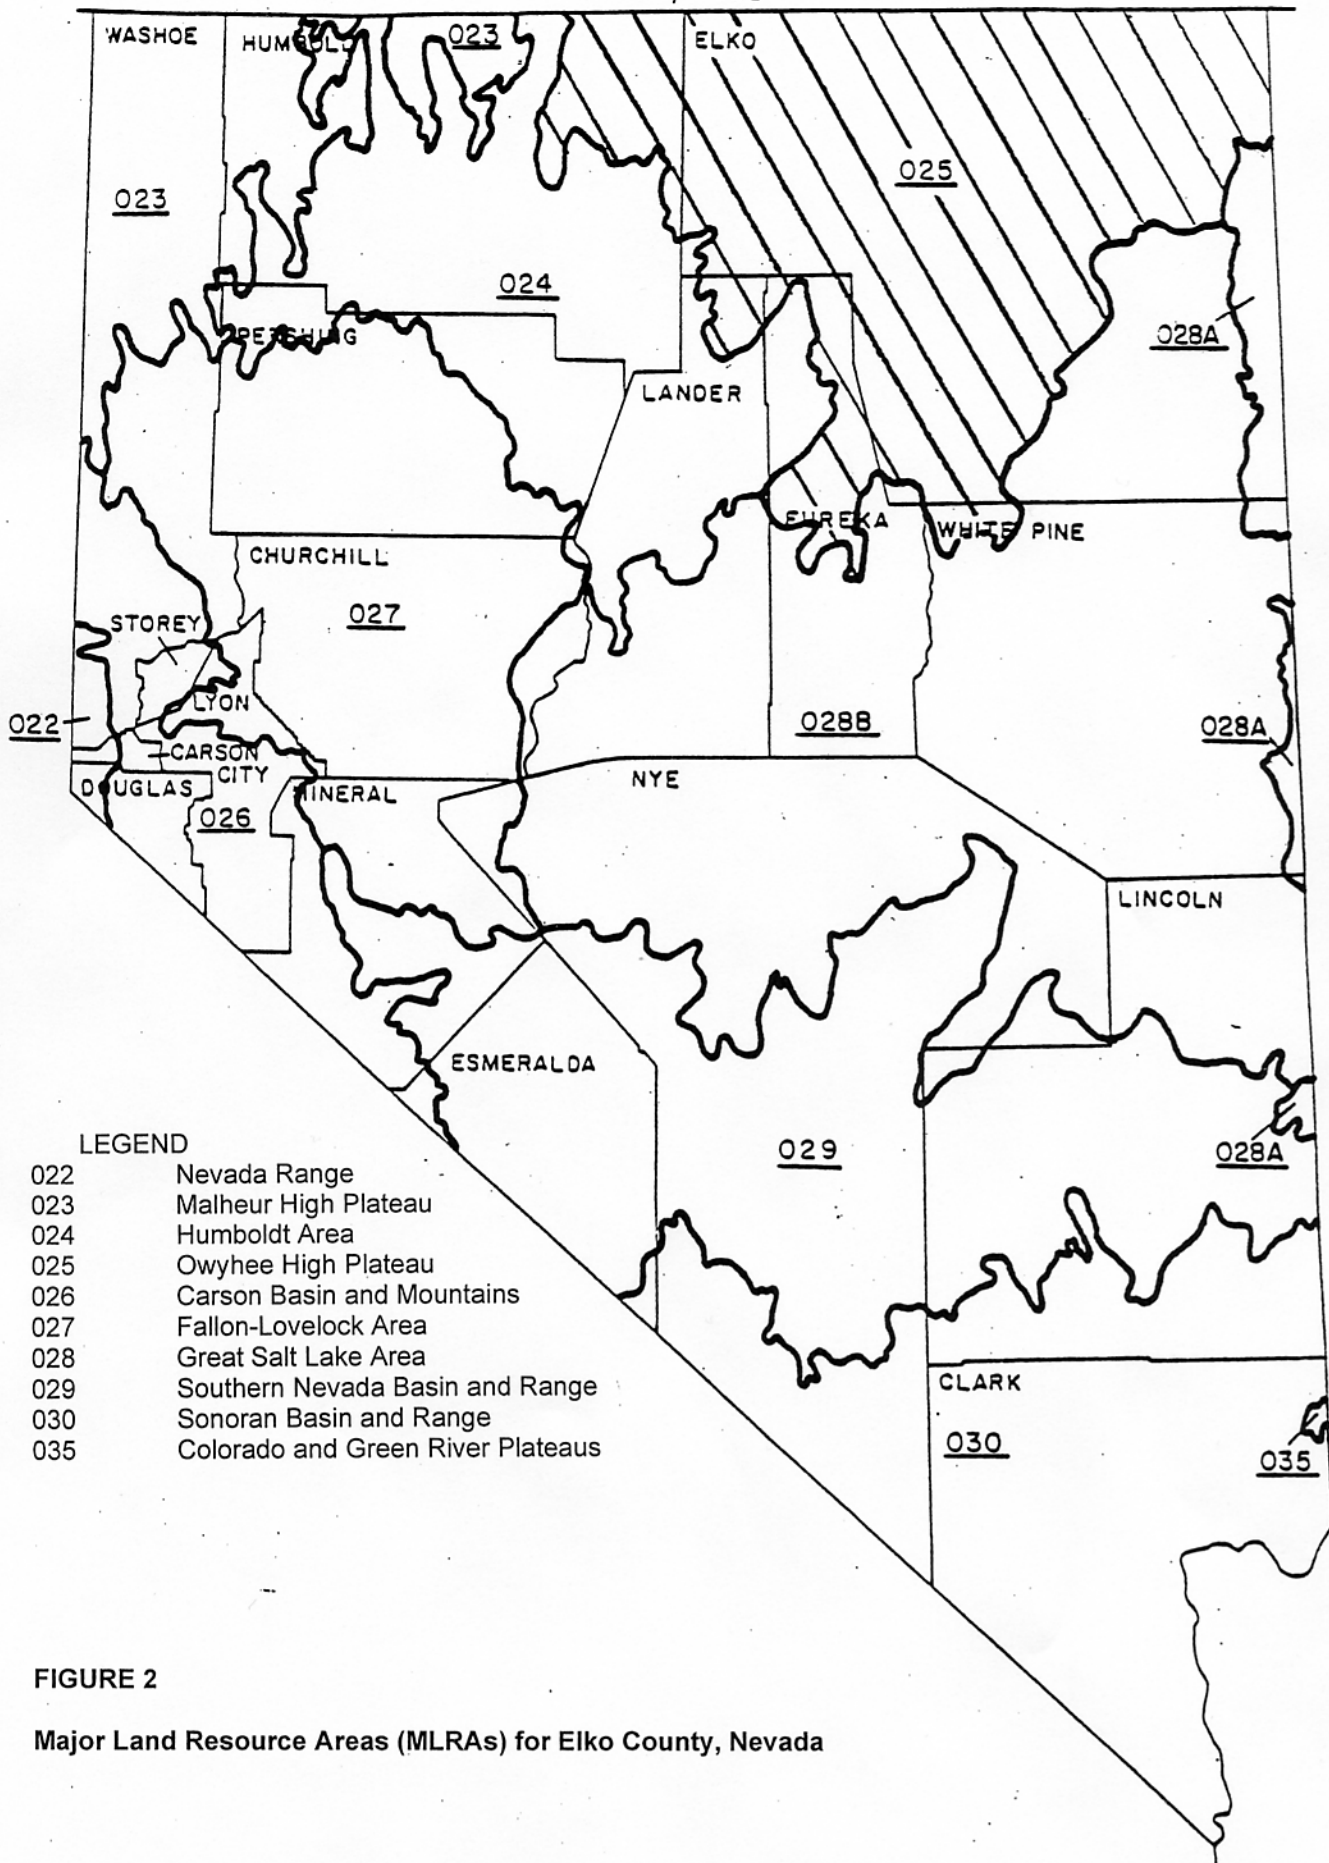 WASHOE
HUMBOLD
023
ELKO
025
023
024
028A
PERSHING
LANDER
EUREKA
WHITE PINE
CHURCHILL
027
STOREY
LYON
022
028B
028A
CARSON
CITY
DOUGLAS
MINERAL
NYE
026
LINCOLN
ESMERALDA
029
028A
LEGEND
022 Nevada Range
023 Malheur High Plateau
024 Humboldt Area
025 Owyhee High Plateau
026 Carson Basin and Mountains
027 Fallon-Lovelock Area
028 Great Salt Lake Area
029 Southern Nevada Basin and Range
030 Sonoran Basin and Range
035 Colorado and Green River Plateaus
CLARK
030
035
FIGURE 2
Major Land Resource Areas (MLRAs) for Elko County, Nevada